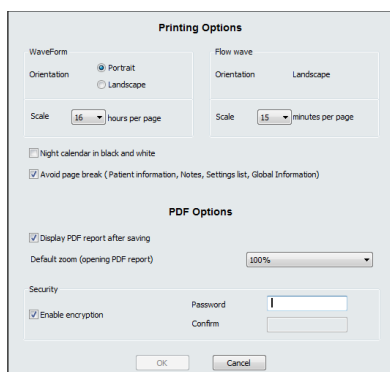 Printing Options
WaveForm
Flow wave
Orientation
Portrait
Landscape
Orientation
Landscape
Scale
16
hours per page
Scale
15
minutes per page
Night calendar in black and white
Avoid page break ( Patient information, Notes, Settings list, Global Information)
PDF Options
Display PDF report after saving
Default zoom (opening PDF report)
100%
Security
Enable encryption
Password
Confirm
OK
Cancel